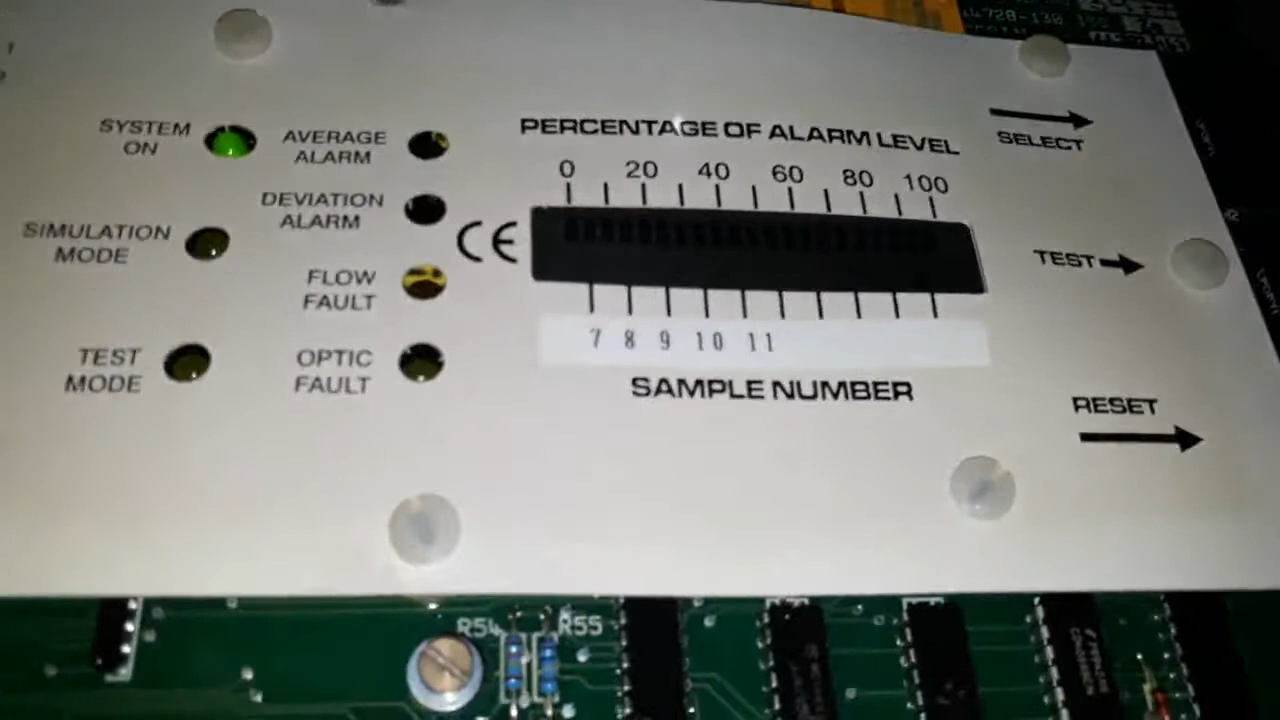 SYSTEM
ON
AVERAGE
ALARM
DEVIATION
ALARM
SIMULATION
MODE
FLOW
FAULT
TEST
MODE
OPTIC
FAULT
CE
PERCENTAGE OF ALARM LEVEL
0 20 40 60 80 100
7 8 9 10 11
SAMPLE NUMBER
SELECT
TEST
RESET
R54 R55